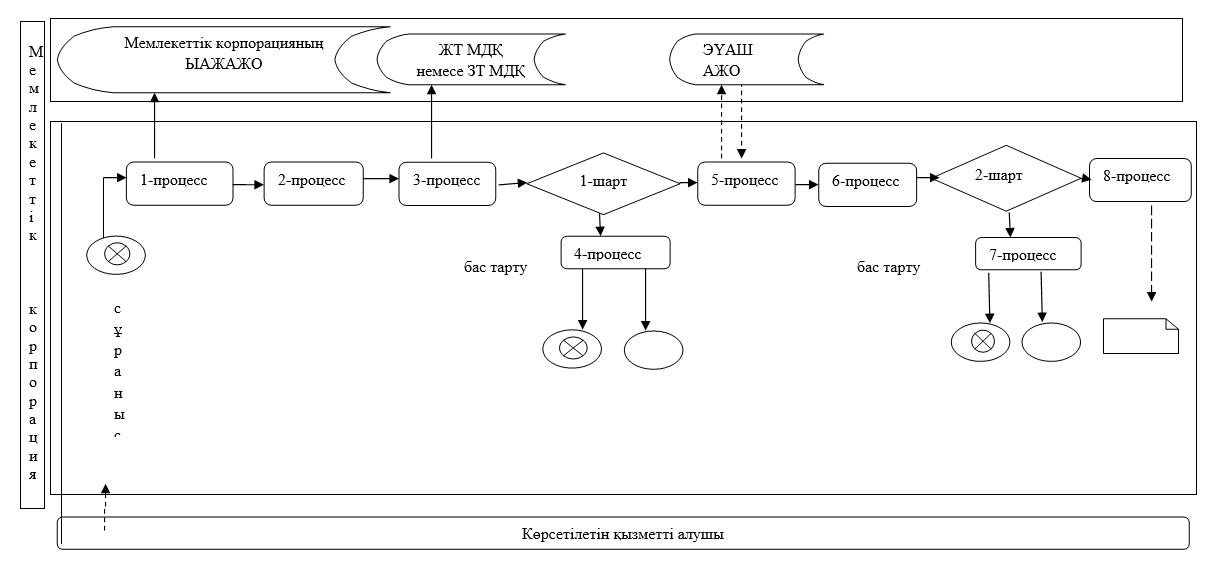 Мемлекеттік корпорация
Мемлекеттік корпорацияның
ЫАЖАЖО
ЖТ МДҚ
немесе ЗТ МДҚ
ЭҮАШ
АЖО
1-процесс
2-процесс
3-процесс
1-шарт
5-процесс
6-процесс
2-шарт
8-процесс
бас тарту
4-процесс
бас тарту
7-процесс
сұраныс
Көрсетілетін қызметті алушы